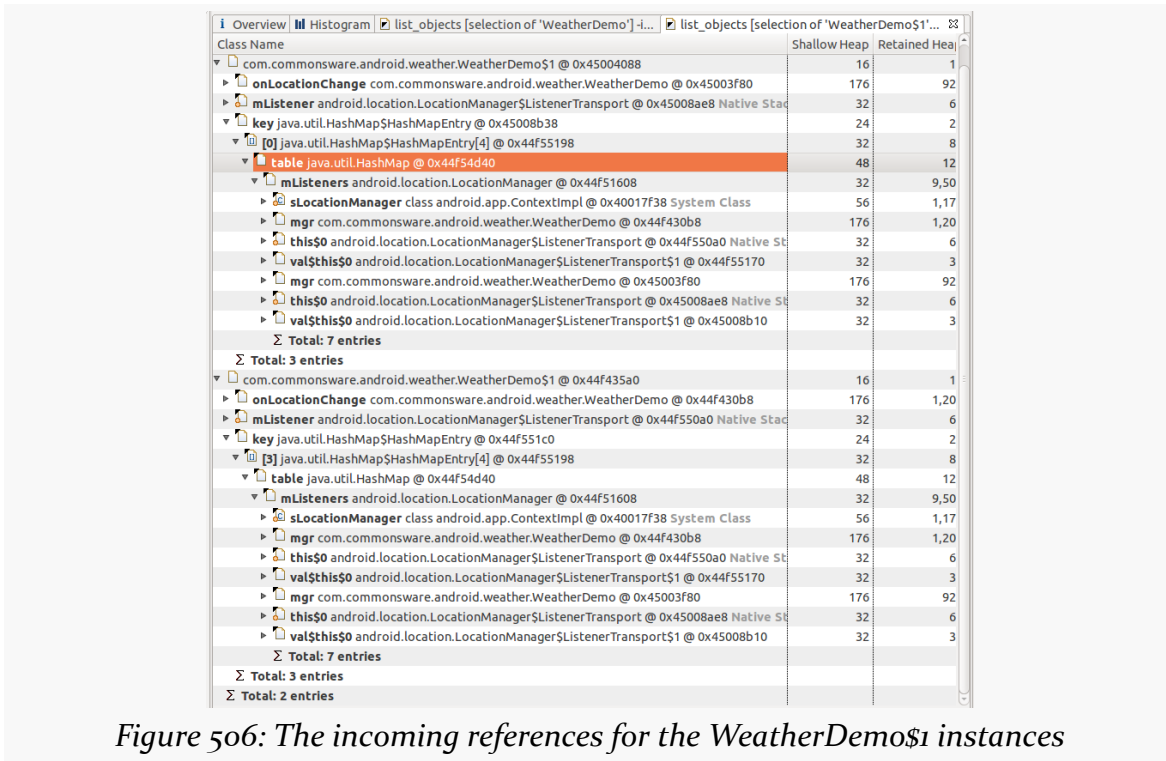 i Overview Histogram list_objects [selection of 'WeatherDemo'] -i... list_objects [selection of 'WeatherDemo$1'...
Class Name Shallow Heap Retained Hea
com.commonsware.android.weather.WeatherDemo$1 @ 0x45004088 16 1
onLocationChange com.commonsware.android.weather.WeatherDemo @ 0x45003f80 176 92
mListener android.location.LocationManager$ListenerTransport @ 0x45008ae8 Native Stac 32 6
key java.util.HashMap$HashMapEntry @ 0x45008b38 24 2
[0] java.util.HashMap$HashMapEntry[4] @ 0x44f55198 32 8
table java.util.HashMap @ 0x44f54d40 48 12
mListeners android.location.LocationManager @ 0x44f51608 32 9,50
sLocationManager class android.app.ContextImpl @ 0x40017f38 System Class 56 1,17
mgr com.commonsware.android.weather.WeatherDemo @ 0x44f430b8 176 1,20
this$0 android.location.LocationManager$ListenerTransport @ 0x44f550a0 Native St 32 6
val$this$0 android.location.LocationManager$ListenerTransport$1 @ 0x44f55170 32 3
mgr com.commonsware.android.weather.WeatherDemo @ 0x45003f80 176 92
this$0 android.location.LocationManager$ListenerTransport @ 0x45008ae8 Native St 32 6
val$this$0 android.location.LocationManager$ListenerTransport$1 @ 0x45008b10 32 3
Σ Total: 7 entries
Σ Total: 3 entries
com.commonsware.android.weather.WeatherDemo$1 @ 0x44f435a0 16 1
onLocationChange com.commonsware.android.weather.WeatherDemo @ 0x44f430b8 176 1,20
mListener android.location.LocationManager$ListenerTransport @ 0x44f550a0 Native Stac 32 6
key java.util.HashMap$HashMapEntry @ 0x44f551c0 24 2
[3] java.util.HashMap$HashMapEntry[4] @ 0x44f55198 32 8
table java.util.HashMap @ 0x44f54d40 48 12
mListeners android.location.LocationManager @ 0x44f51608 32 9,50
sLocationManager class android.app.ContextImpl @ 0x40017f38 System Class 56 1,17
mgr com.commonsware.android.weather.WeatherDemo @ 0x44f430b8 176 1,20
this$0 android.location.LocationManager$ListenerTransport @ 0x44f550a0 Native St 32 6
val$this$0 android.location.LocationManager$ListenerTransport$1 @ 0x44f55170 32 3
mgr com.commonsware.android.weather.WeatherDemo @ 0x45003f80 176 92
this$0 android.location.LocationManager$ListenerTransport @ 0x45008ae8 Native St 32 6
val$this$0 android.location.LocationManager$ListenerTransport$1 @ 0x45008b10 32 3
Σ Total: 7 entries
Σ Total: 3 entries
Σ Total: 2 entries
Figure 506: The incoming references for the WeatherDemo$1 instances